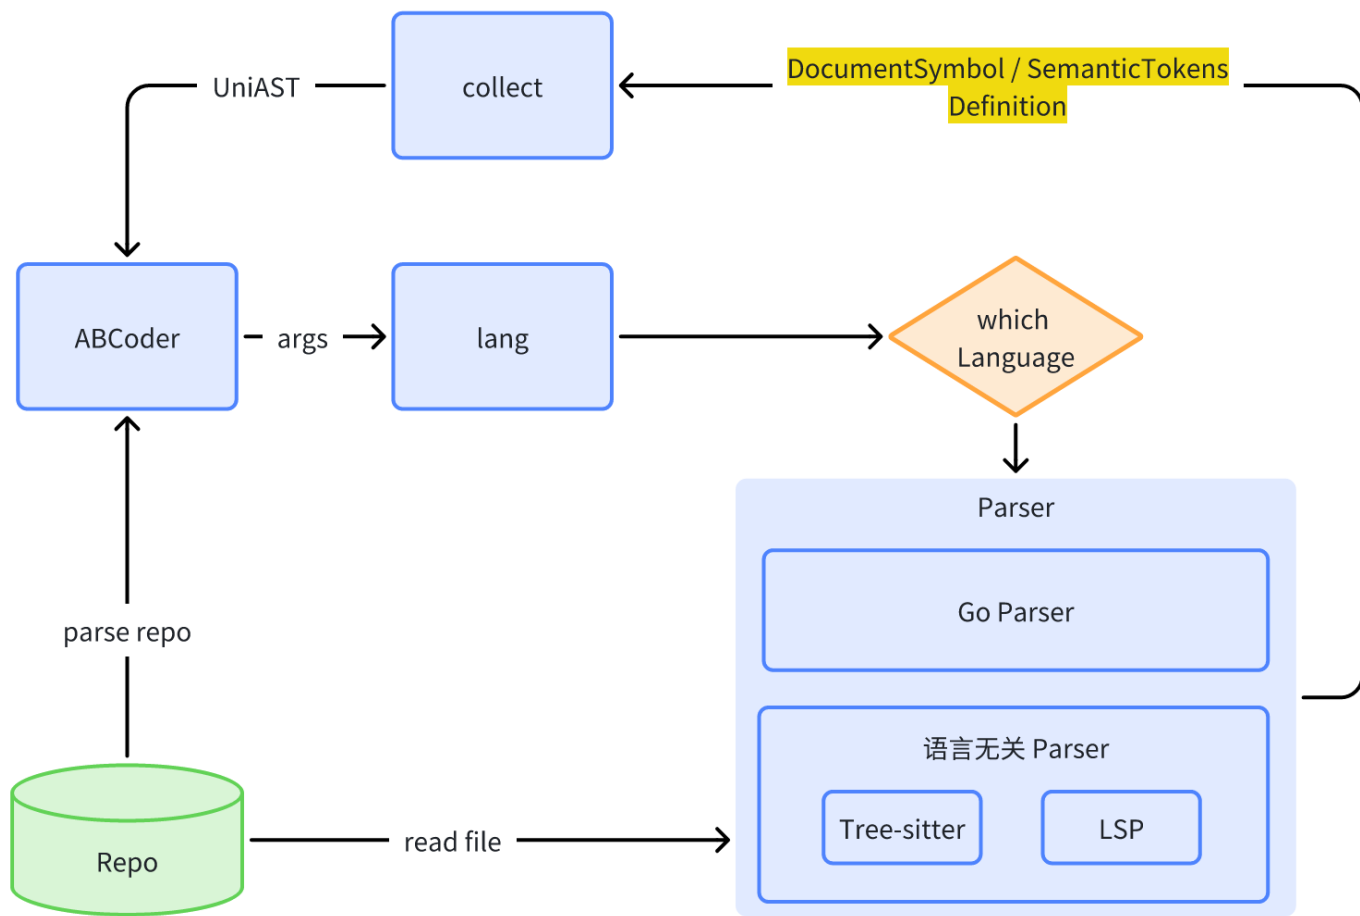 collect
UniAST
DocumentSymbol / SemanticTokens
Definition
ABCoder
args
lang
which
Language
Parser
Go Parser
语言无关 Parser
Tree-sitter
LSP
parse repo
Repo
read file